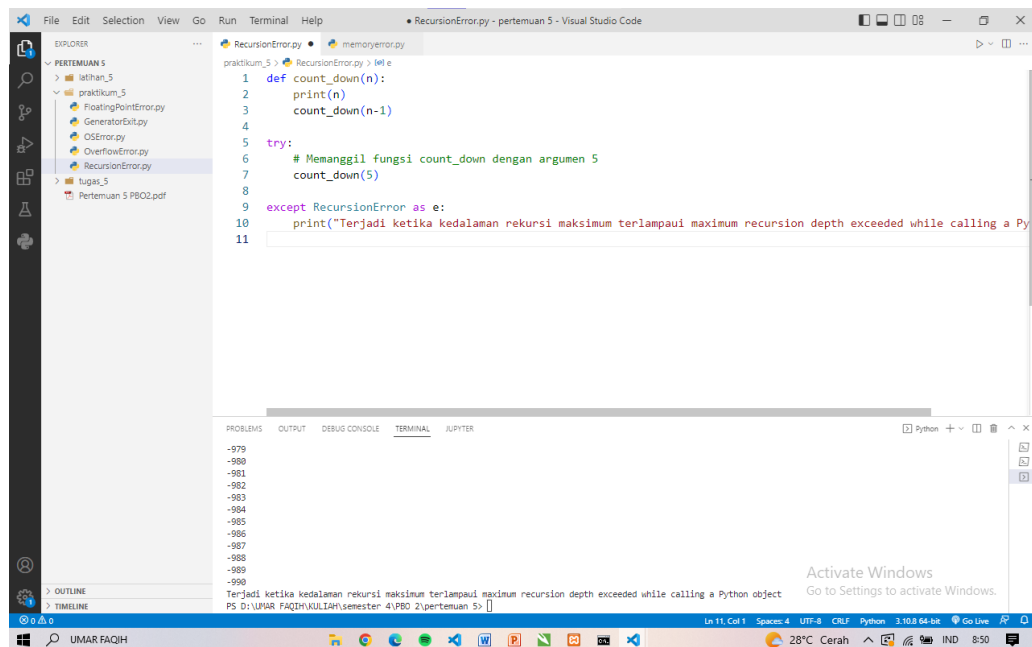 File Edit Selection View Go Run Terminal Help
● RecursionError.py - pertemuan 5 - Visual Studio Code
EXPLORER
PERTEMUAN 5
latihan_5
praktikum_5
FloatingPointError.py
GeneratorExit.py
OSError.py
OverflowError.py
RecursionError.py
tugas_5
Pertemuan 5 PBO2.pdf
OUTLINE
TIMELINE
RecursionError.py
memoryerror.py
praktikum_5 > RecursionError.py > e
1 def count_down(n):
2 print(n)
3 count_down(n-1)
4
5 try:
6 # Memanggil fungsi count_down dengan argumen 5
7 count_down(5)
8
9 except RecursionError as e:
10 print("Terjadi ketika kedalaman rekursi maksimum terlampaui maximum recursion depth exceeded while calling a Py
11
PROBLEMS OUTPUT DEBUG CONSOLE TERMINAL JUPYTER
Python
-979
-980
-981
-982
-983
-984
-985
-986
-987
-988
-989
-990
Terjadi ketika kedalaman rekursi maksimum terlampaui maximum recursion depth exceeded while calling a Python object
PS D:\UMAR FAQIH\KULIAH\semester 4\PBO 2\pertemuan 5>
Activate Windows
Go to Settings to activate Windows.
0 0 Ln 11, Col 1 Spaces: 4 UTF-8 CRLF Python 3.10.8 64-bit Go Live
UMAR FAQIH
28°C Cerah IND 8:50